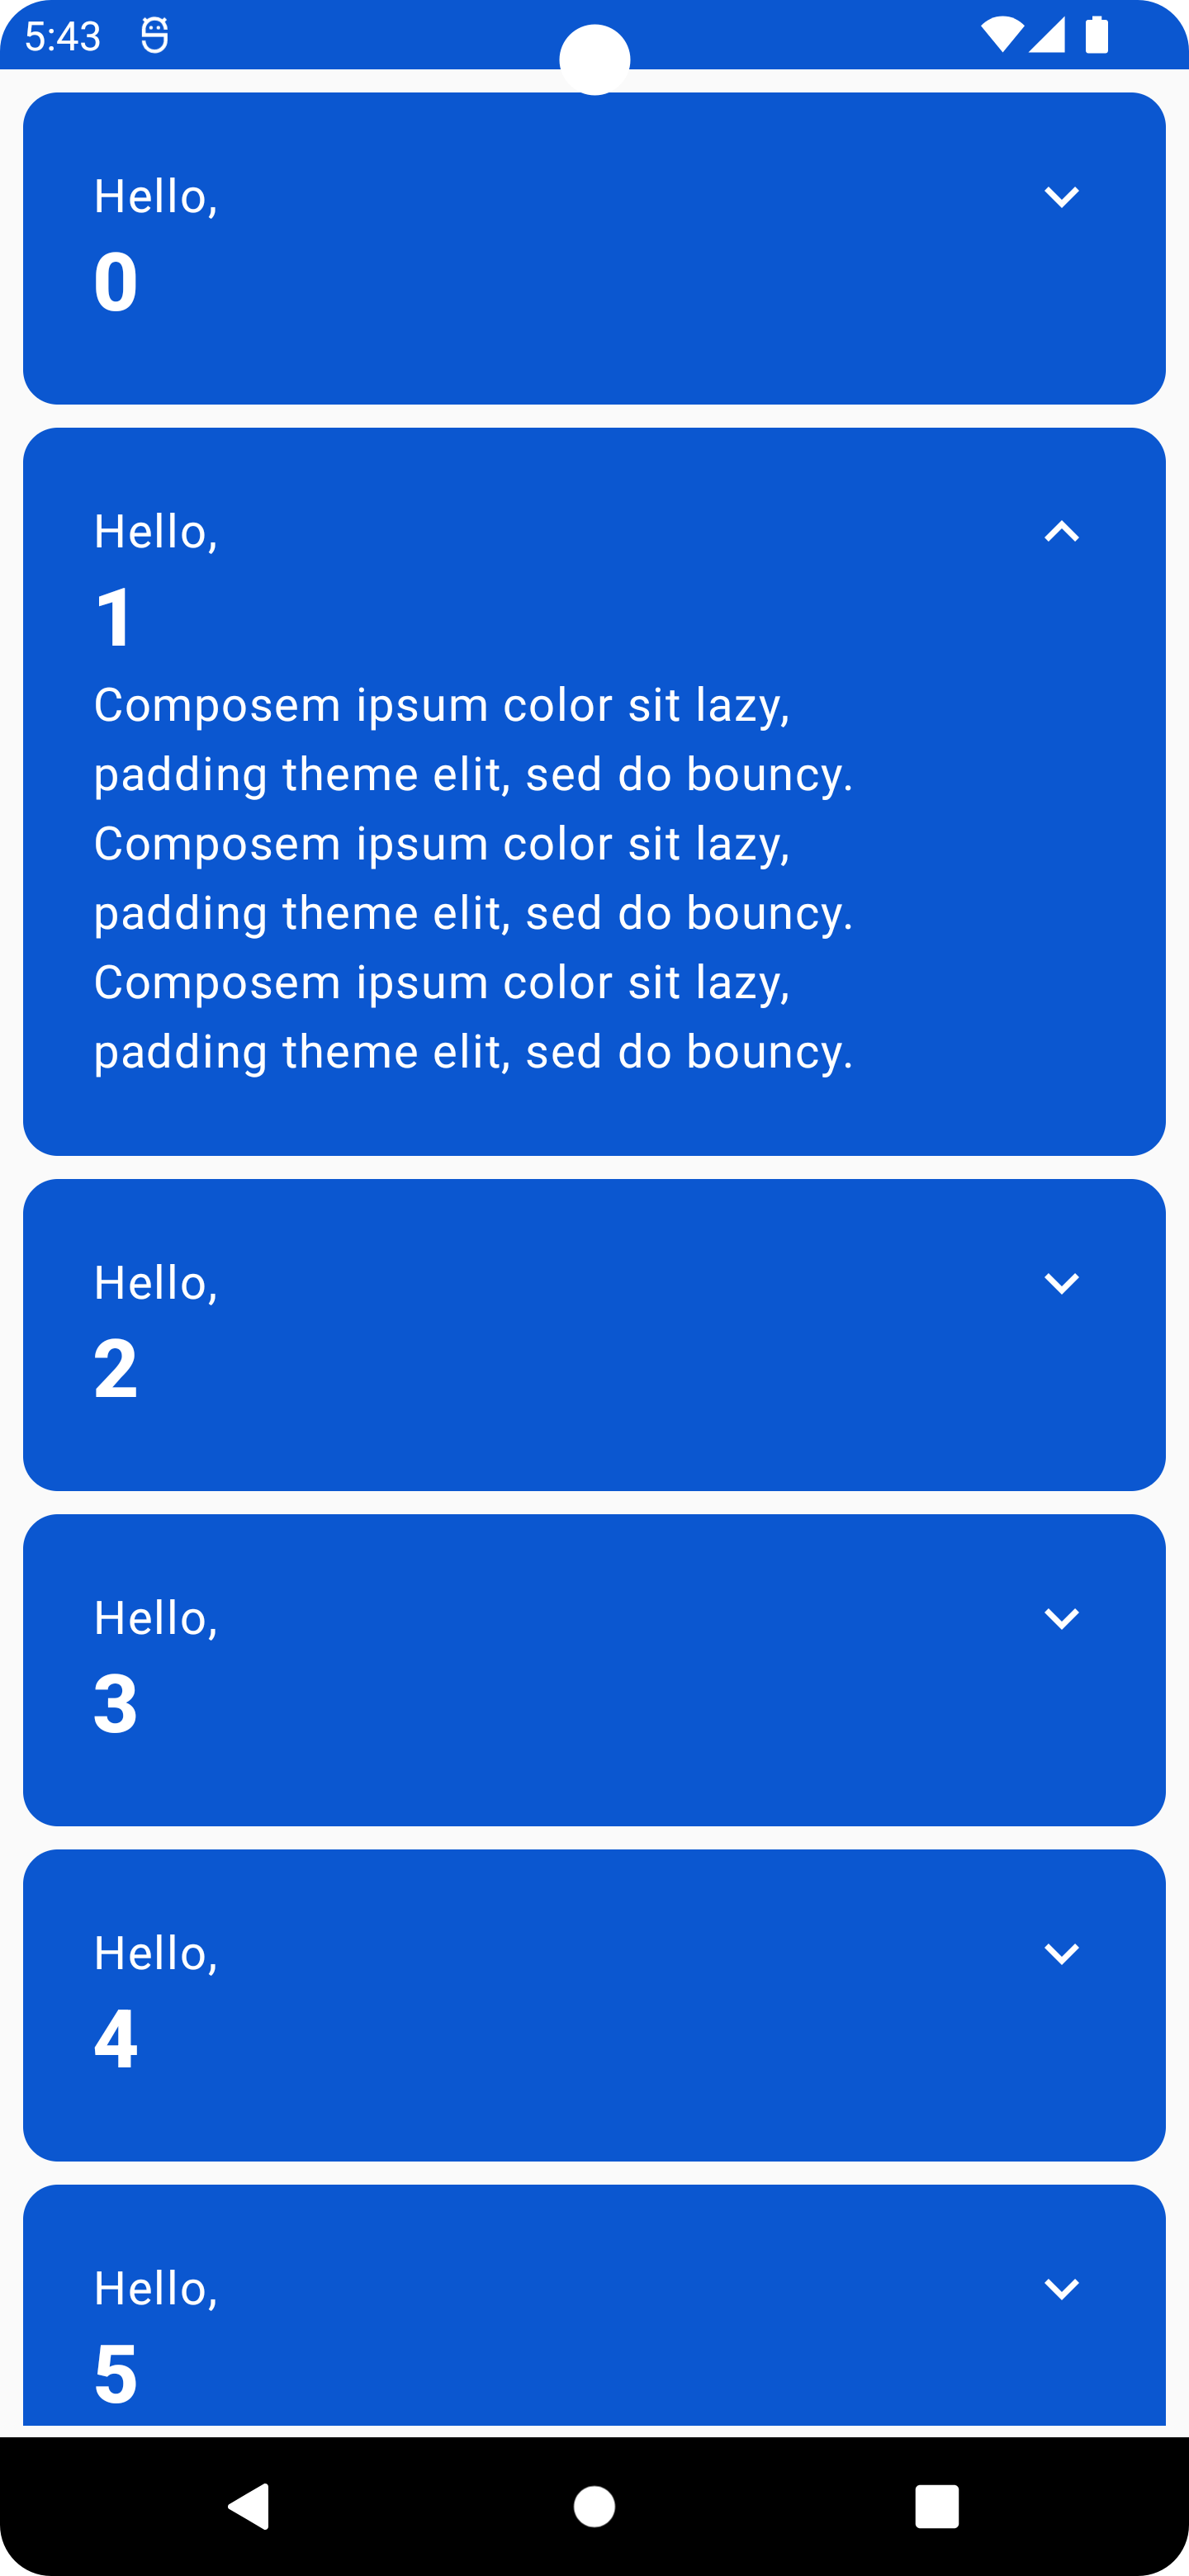 5:43
Hello,
0
Hello,
1
Composem ipsum color sit lazy,
padding theme elit, sed do bouncy.
Composem ipsum color sit lazy,
padding theme elit, sed do bouncy.
Composem ipsum color sit lazy,
padding theme elit, sed do bouncy.
Hello,
2
Hello,
3
Hello,
4
Hello,
5